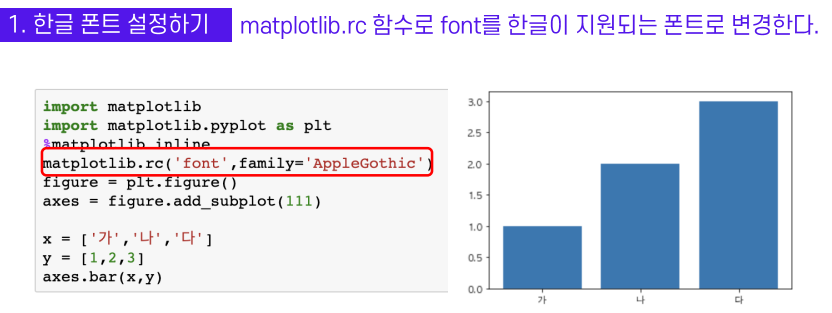 1. 한글 폰트 설정하기
matplotlib.rc 함수로 font를 한글이 지원되는 폰트로 변경한다.
import matplotlib
import matplotlib.pyplot as plt
%matplotlib inline
matplotlib.rc('font',family='AppleGothic')
figure = plt.figure()
axes = figure.add_subplot(111)
x = ['가','나','다']
y = [1,2,3]
axes.bar(x,y)
3.0
2.5
2.0
1.5
1.0
0.5
0.0
가 나 다